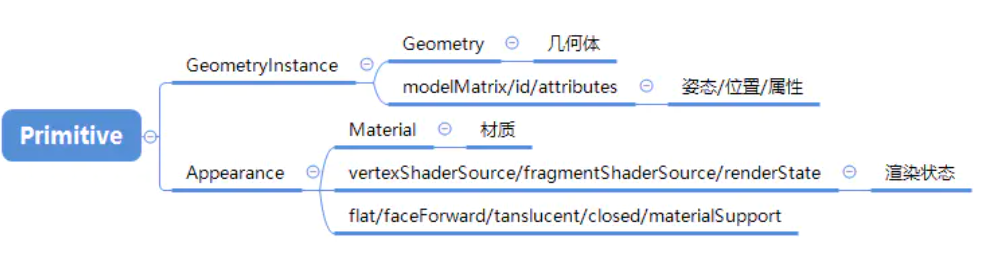 Primitive
GeometryInstance
Geometry
几何体
modelMatrix/id/attributes
姿态/位置/属性
Appearance
Material
材质
vertexShaderSource/fragmentShaderSource/renderState
渲染状态
flat/faceForward/tanslucent/closed/materialSupport